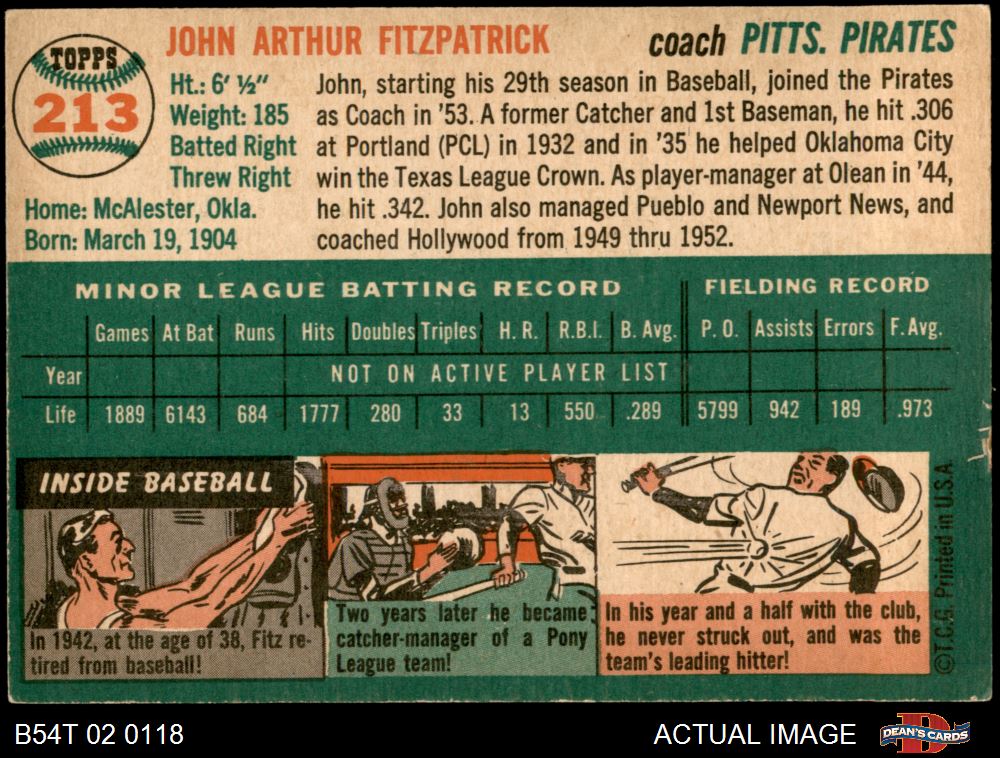 TOPPS
213
JOHN ARTHUR FITZPATRICK
coach PITTS. PIRATES
Ht.: 6' ½"
Weight: 185
Batted Right
Threw Right
Home: McAlester, Okla.
Born: March 19, 1904
John, starting his 29th season in Baseball, joined the Pirates
as Coach in '53. A former Catcher and 1st Baseman, he hit .306
at Portland (PCL) in 1932 and in '35 he helped Oklahoma City
win the Texas League Crown. As player-manager at Olean in '44,
he hit .342. John also managed Pueblo and Newport News, and
coached Hollywood from 1949 thru 1952.
MINOR LEAGUE BATTING RECORD FIELDING RECORD
Games At Bat Runs Hits Doubles Triples H. R. R.B.I. B. Avg. P. O. Assists Errors F. Avg.
Year NOT ON ACTIVE PLAYER LIST
Life 1889 6143 684 1777 280 33 13 550 .289 5799 942 189 .973
INSIDE BASEBALL
In 1942, at the age of 38, Fitz re-
tired from baseball!
Two years later he became
catcher-manager of a Pony
League team!
In his year and a half with the club,
he never struck out, and was the
team's leading hitter!
©T.C.G. Printed in U.S.A.
B54T 02 0118
ACTUAL IMAGE
D
DEAN'S CARDS